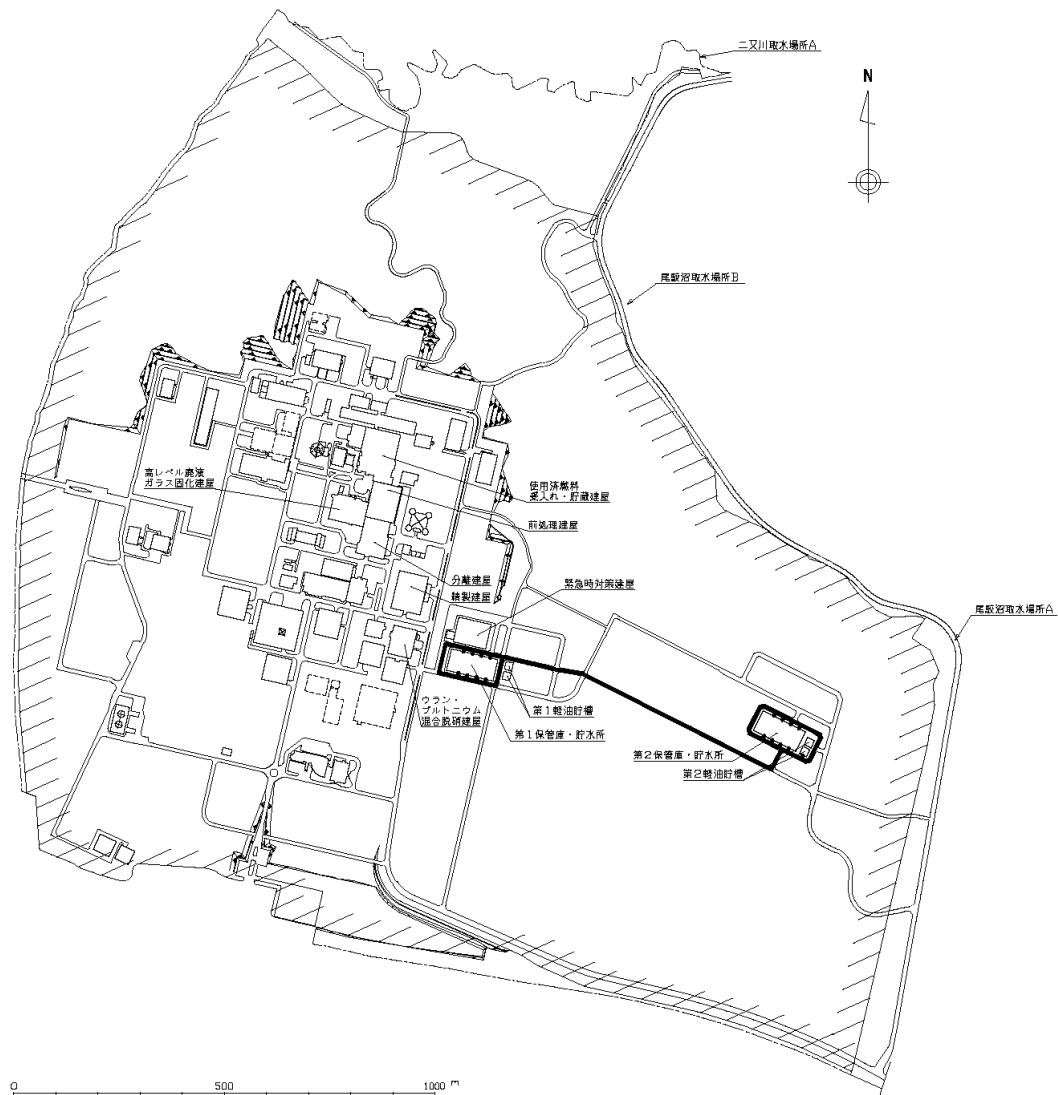 二又川取水場所A
N
尾駮沼取水場所B
高レベル廃液
ガラス固化建屋
使用済燃料
受入れ・貯蔵建屋
前処理建屋
分離建屋
精製建屋
緊急時対策建屋
尾駮沼取水場所A
ウラン・
プルトニウム
混合脱硝建屋
第1軽油貯槽
第1保管庫・貯水所
第2保管庫・貯水所
第2軽油貯槽
0 500 1000 m